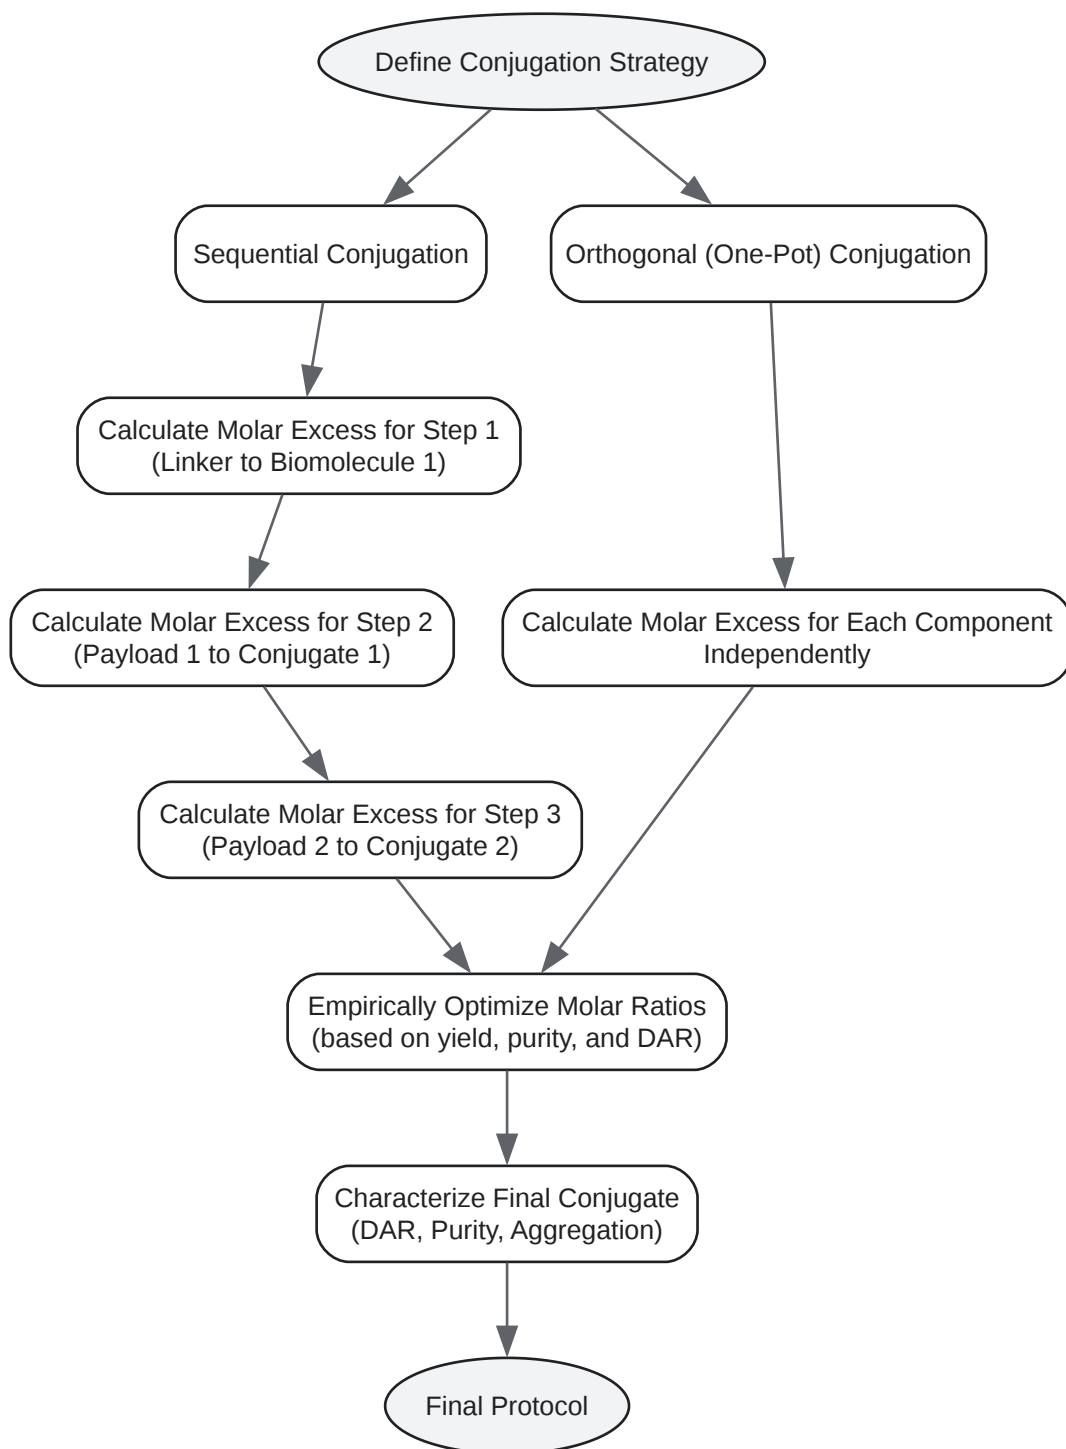 Define Conjugation Strategy
Sequential Conjugation
Orthogonal (One-Pot) Conjugation
Calculate Molar Excess for Step 1
(Linker to Biomolecule 1)
Calculate Molar Excess for Step 2
(Payload 1 to Conjugate 1)
Calculate Molar Excess for Each Component
Independently
Calculate Molar Excess for Step 3
(Payload 2 to Conjugate 2)
Empirically Optimize Molar Ratios
(based on yield, purity, and DAR)
Characterize Final Conjugate
(DAR, Purity, Aggregation)
Final Protocol